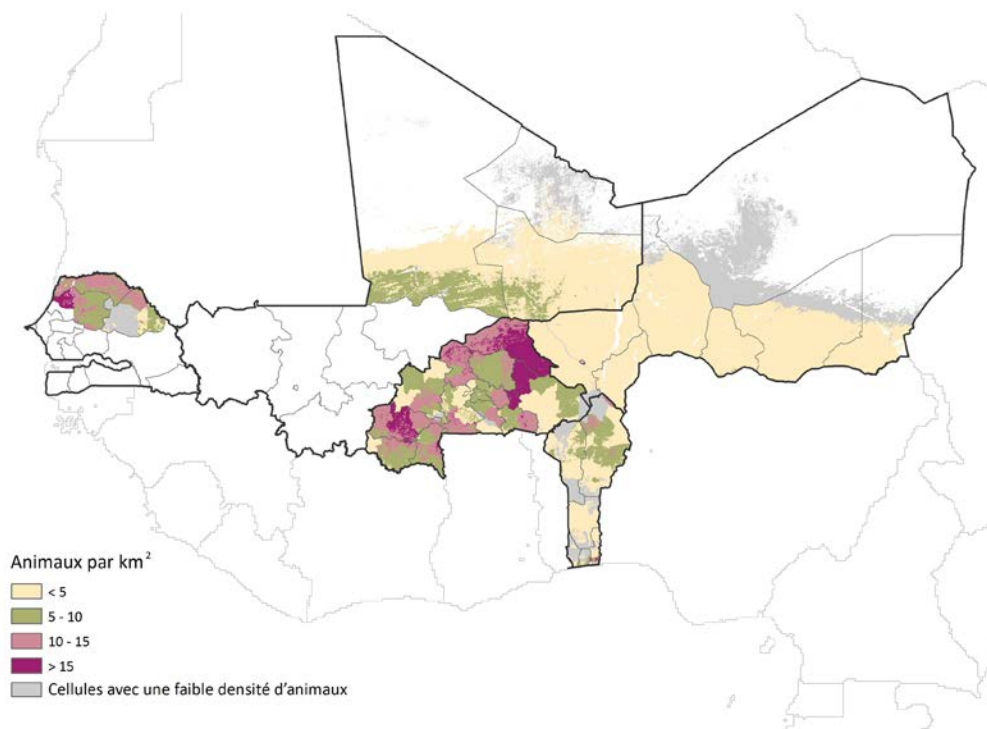 Animaux par km²
< 5
5 - 10
10 - 15
> 15
Cellules avec une faible densité d'animaux